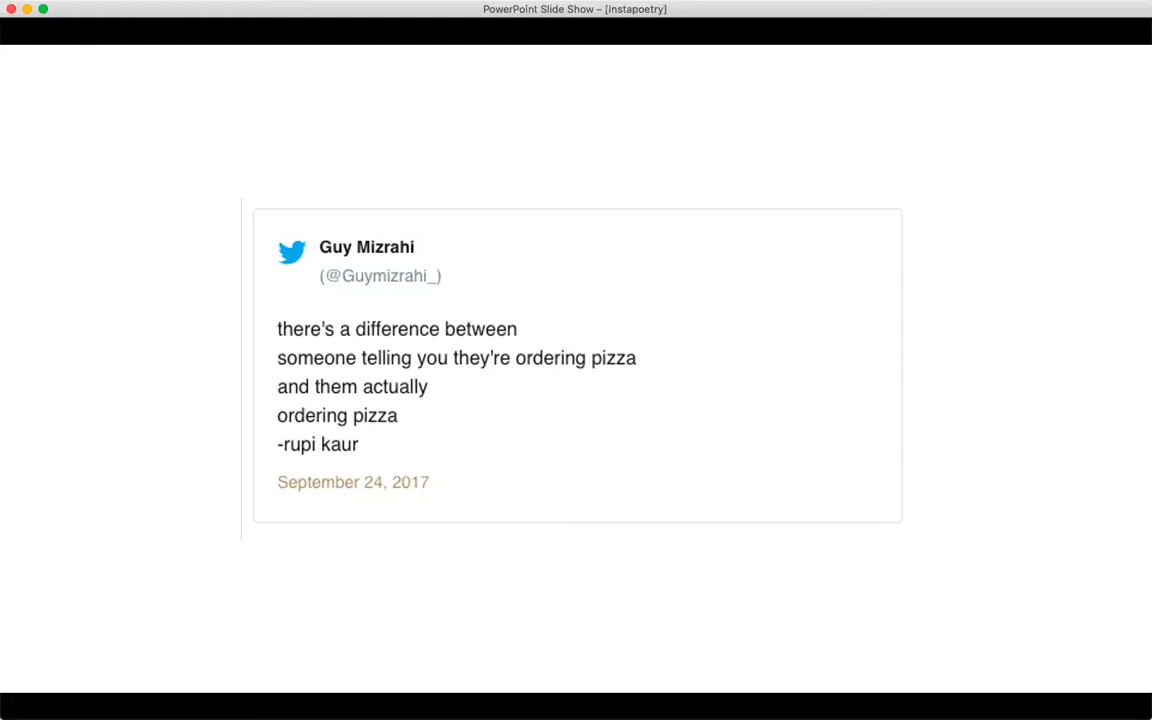 PowerPoint Slide Show – [instapoetry]
Guy Mizrahi
(@Guymizrahi_)
there's a difference between
someone telling you they're ordering pizza
and them actually
ordering pizza
-rupi kaur
September 24, 2017